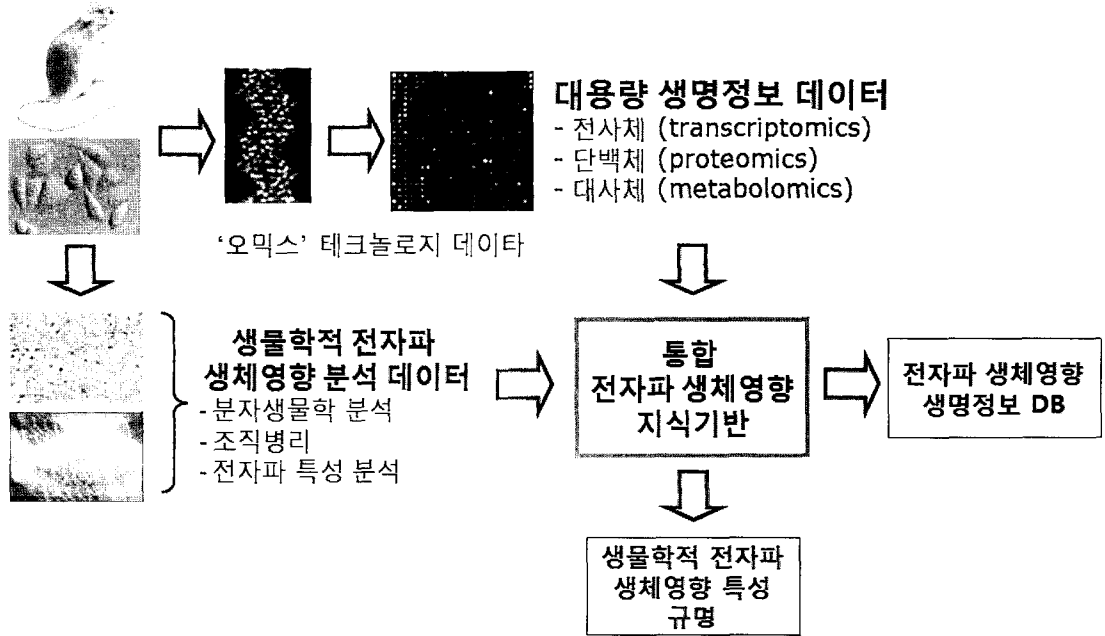 대용량 생명정보 데이터
- 전사체 (transcriptomics)
- 단백체 (proteomics)
- 대사체 (metabolomics)
‘오믹스’ 테크놀로지 데이타
생물학적 전자파
생체영향 분석 데이터
- 분자생물학 분석
- 조직병리
- 전자파 특성 분석
통합
전자파 생체영향
지식기반
전자파 생체영향
생명정보 DB
생물학적 전자파
생체영향 특성
규명